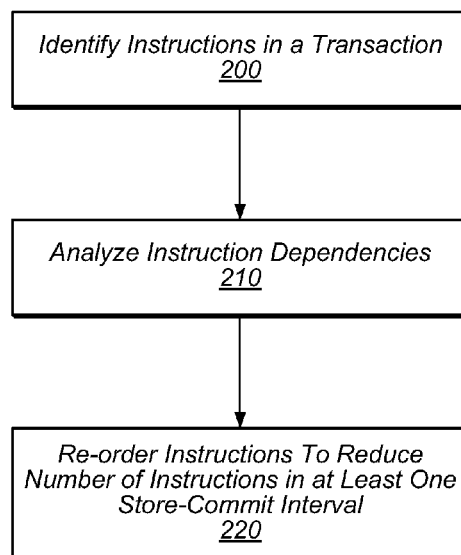 Identify Instructions in a Transaction
200
Analyze Instruction Dependencies
210
Re-order Instructions To Reduce
Number of Instructions in at Least One
Store-Commit Interval
220